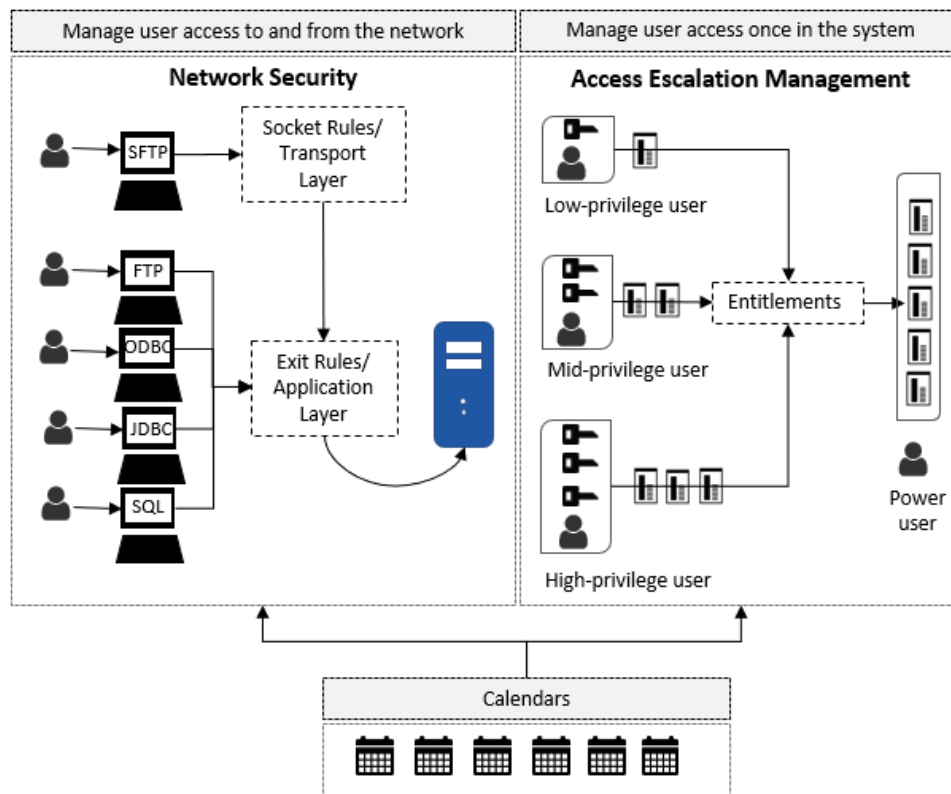 Manage user access to and from the network
Manage user access once in the system
Network Security
Access Escalation Management
SFTP
Socket Rules/
Transport
Layer
Low-privilege user
FTP
ODBC
Exit Rules/
Application
Layer
JDBC
SQL
Entitlements
Mid-privilege user
High-privilege user
Power
user
Calendars